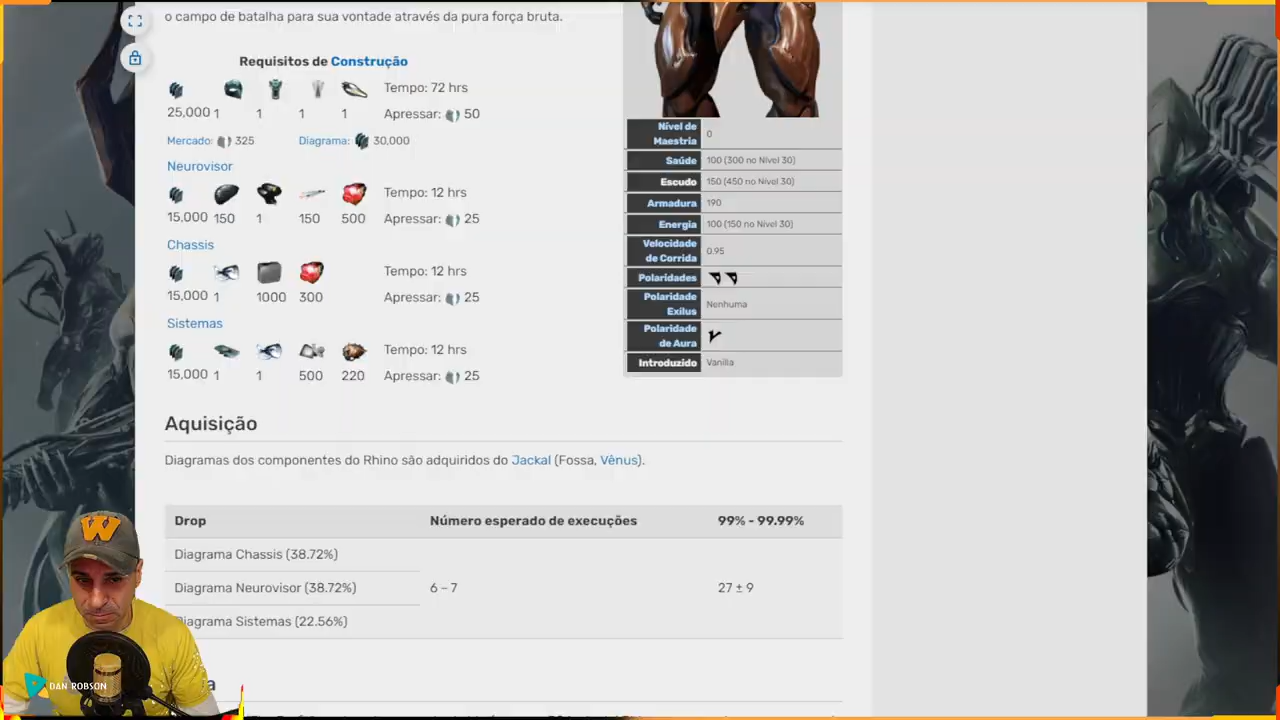 o campo de batalha para sua vontade através da pura força bruta.
Requisitos de Construção
25,000 1 1 1 1
Tempo: 72 hrs
Apressar: 50
Mercado: 325 Diagrama: 30,000
Neurovisor
15,000 150 1 150 500
Tempo: 12 hrs
Apressar: 25
Chassis
15,000 1 1000 300
Tempo: 12 hrs
Apressar: 25
Sistemas
15,000 1 1 500 220
Tempo: 12 hrs
Apressar: 25
Nível de
Maestria
0
Saúde 100 (300 no Nível 30)
Escudo 150 (450 no Nível 30)
Armadura 190
Energia 100 (150 no Nível 30)
Velocidade
de Corrida
0.95
Polaridades
Polaridade
Exilus
Nenhuma
Polaridade
de Aura
Introduzido Vanilla
Aquisição
Diagramas dos componentes do Rhino são adquiridos do Jackal (Fossa, Vênus).
Drop Número esperado de execuções 99% - 99.99%
Diagrama Chassis (38.72%)
Diagrama Neurovisor (38.72%) 6 – 7 27 ± 9
iagrama Sistemas (22.56%)
a
W
DAN ROBSON